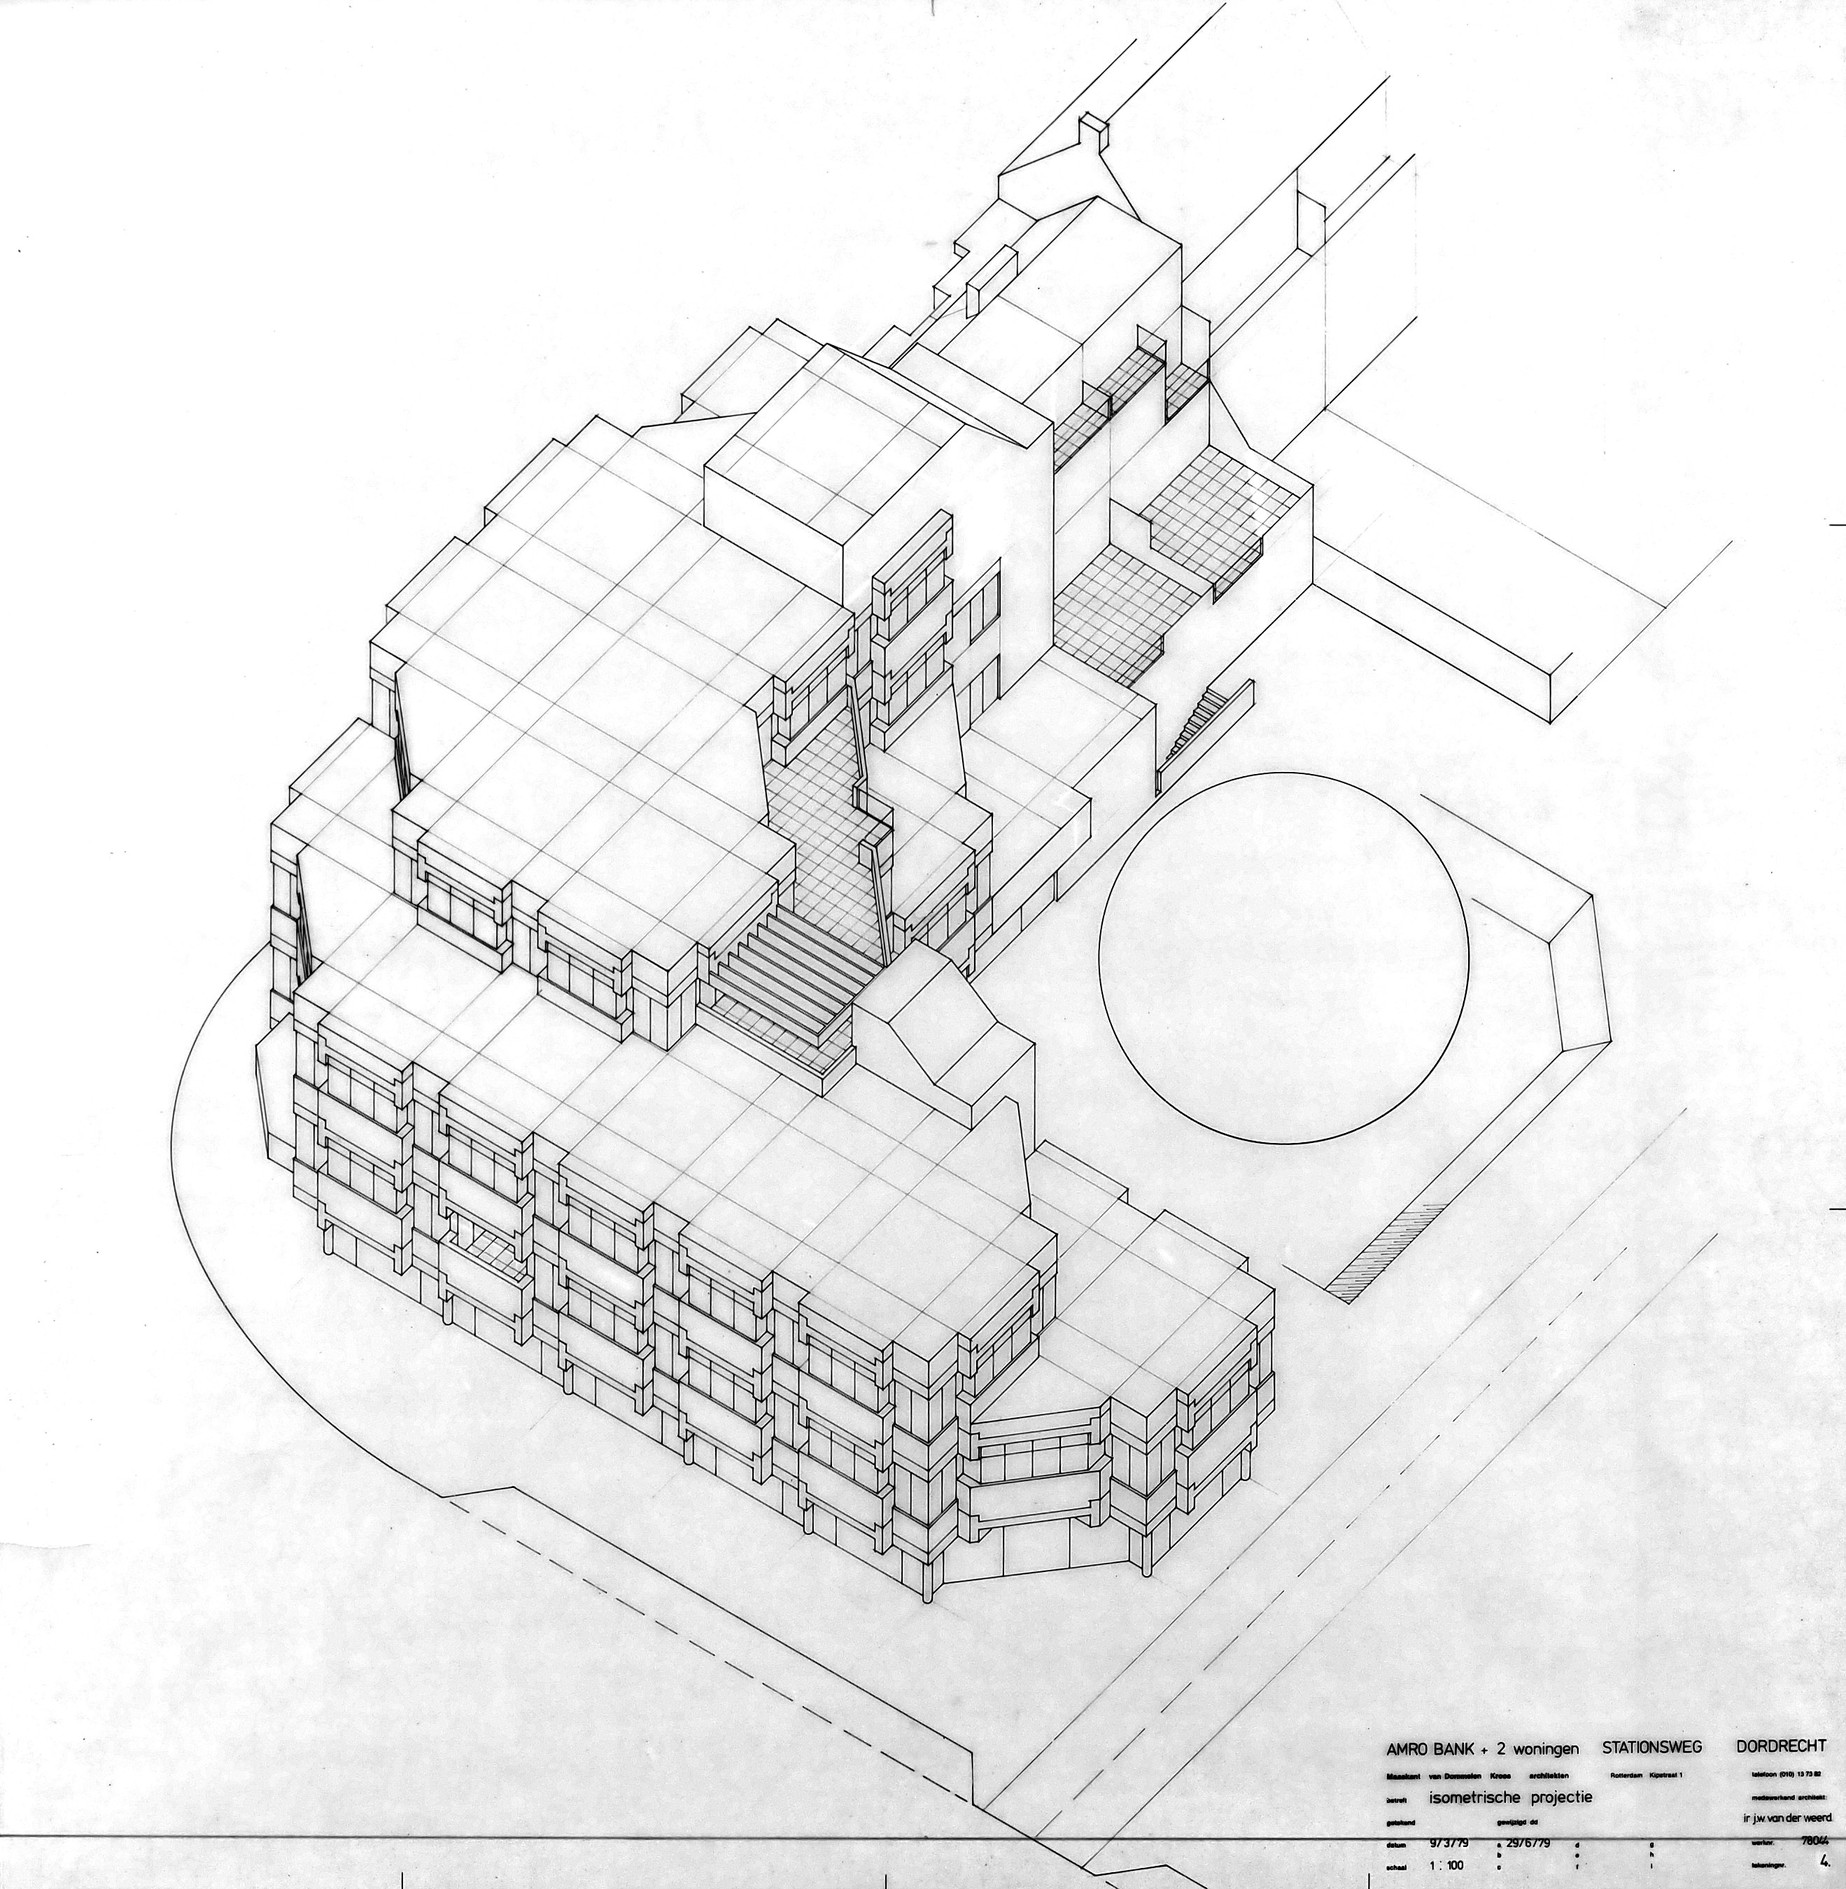 AMRO BANK + 2 woningen STATIONSWEG DORDRECHT
Maaskant van Dommelen Kroos architekten Rotterdam Kipstraat 1 telefoon (010) 13 73 82
betreft isometrische projectie medewerkend architekt
getekend gewijzigd dd ir j.w. van der weerd
datum 9/3/79 a 29/6/79 d g werknr. 78044
b e h
schaal 1 : 100 c f i tekeningnr. 4.